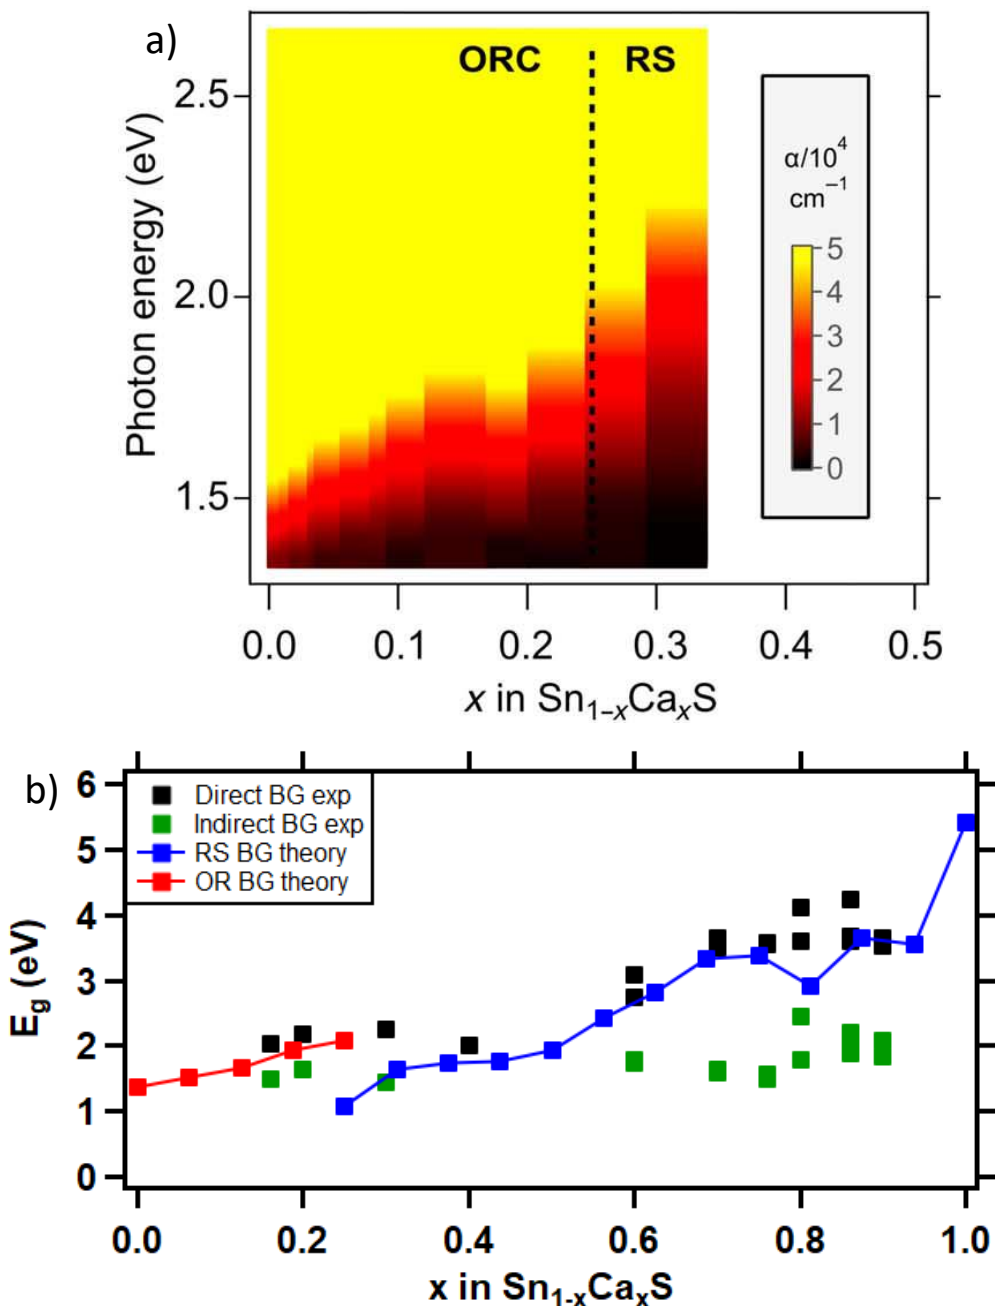 a)
ORC RS
2.5
2.0
1.5
Photon energy (eV)
α/10⁴
cm⁻¹
5
4
3
2
1
0
0.0 0.1 0.2 0.3 0.4 0.5
x in Sn₁₋ₓCaₓS
b)
Direct BG exp
Indirect BG exp
RS BG theory
OR BG theory
6
5
4
3
2
1
0
E_g (eV)
0.0 0.2 0.4 0.6 0.8 1.0
x in Sn₁₋ₓCaₓS